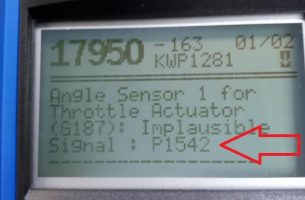 17950 -163 01/02
KWP1281
Angle Sensor 1 for
Throttle Actuator
(G187): Implausible
Signal : P1542